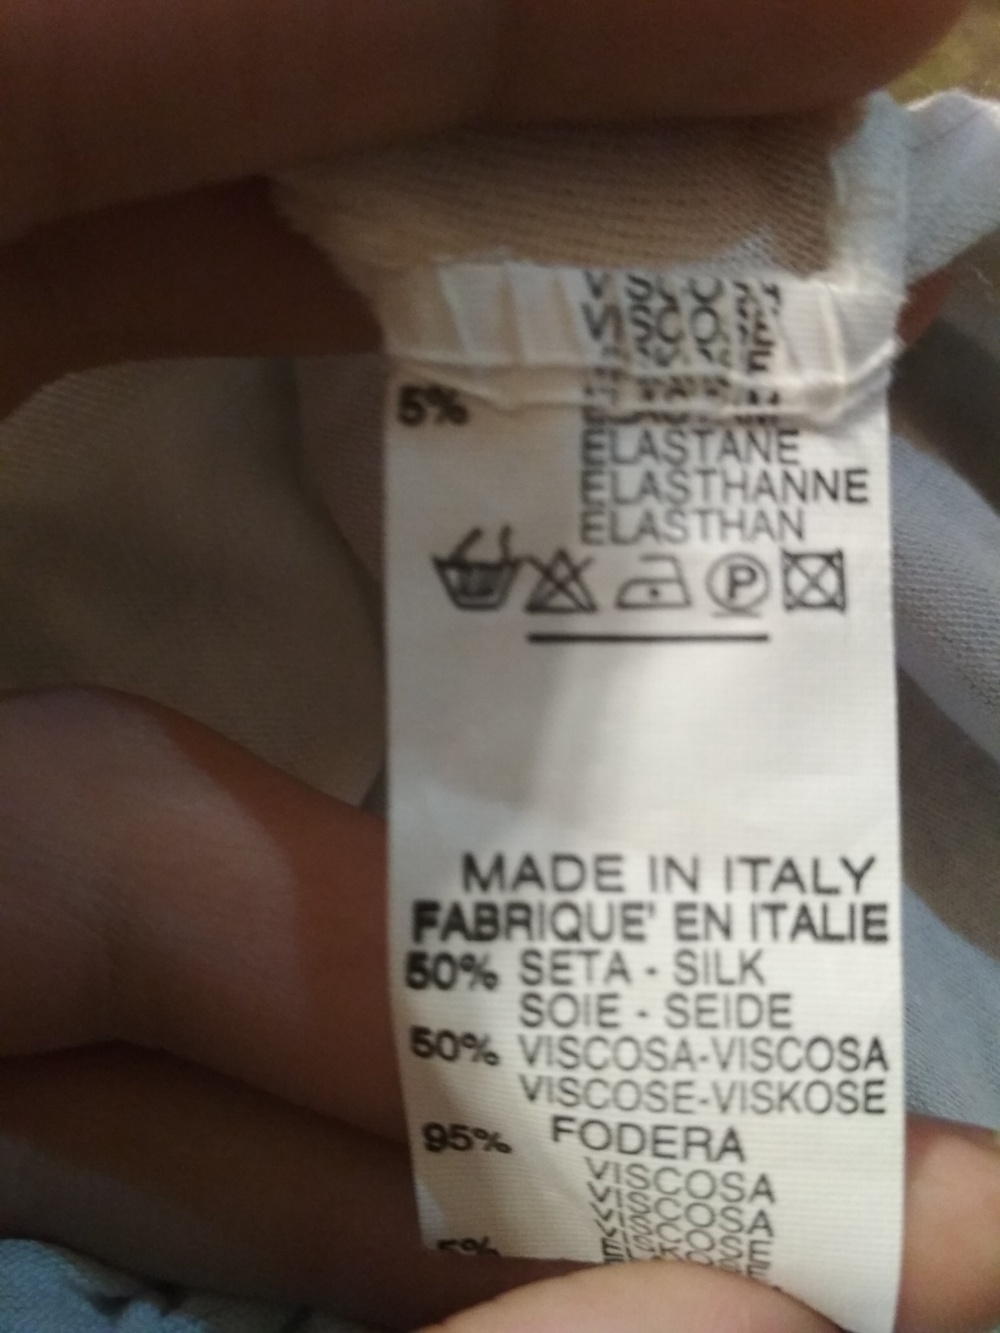 5%
ELASTANE
ELASTHANNE
ELASTHAN
P
MADE IN ITALY
FABRIQUE' EN ITALIE
50% SETA - SILK
SOIE - SEIDE
50% VISCOSA-VISCOSA
VISCOSE-VISKOSE
95% FODERA
VISCOSA
VISCOSA
VISCOSE
5%